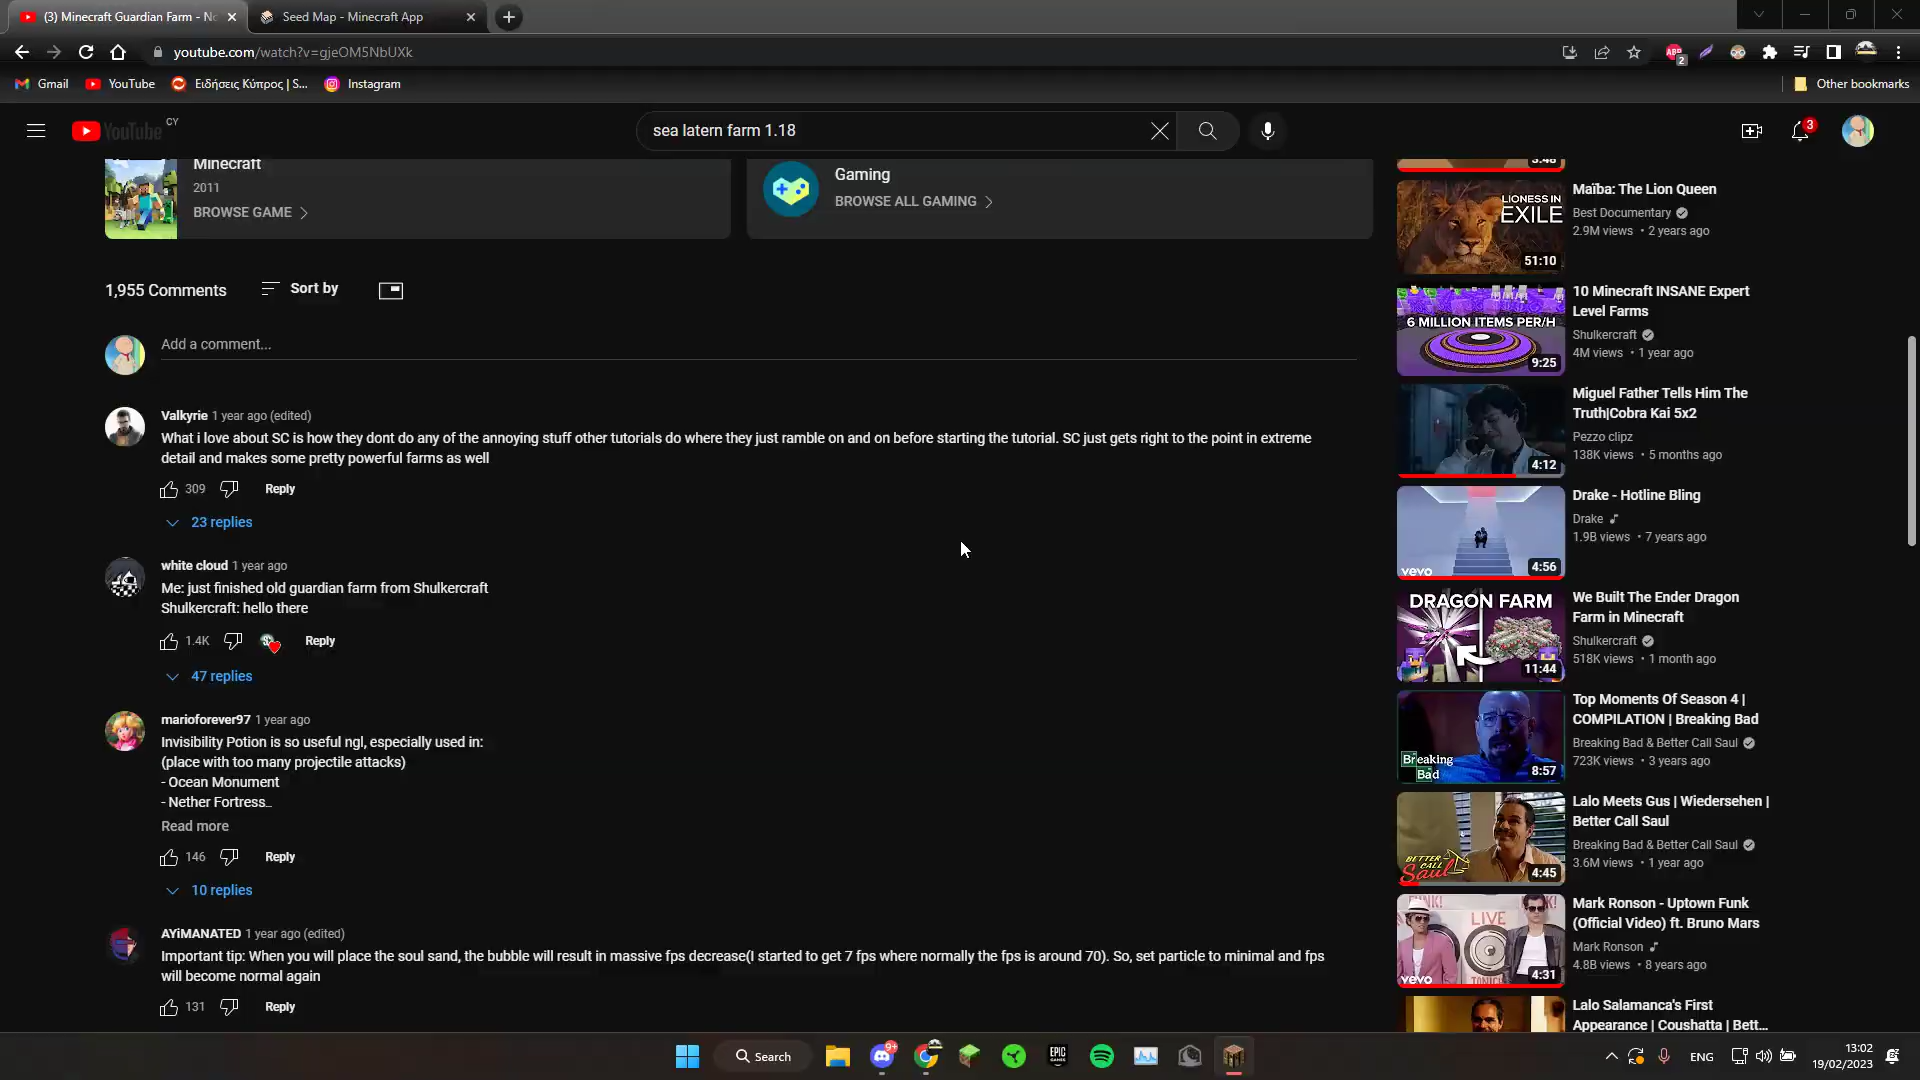 (3) Minecraft Guardian Farm - Nc
Seed Map - Minecraft App
youtube.com/watch?v=gjeOM5NbUXk
2
Gmail
YouTube
Ειδήσεις Κύπρος | S...
Instagram
Other bookmarks
YouTube CY
sea latern farm 1.18
3
Minecraft
2011
BROWSE GAME
Gaming
BROWSE ALL GAMING
1,955 Comments
Sort by
Add a comment...
Valkyrie 1 year ago (edited)
What i love about SC is how they dont do any of the annoying stuff other tutorials do where they just ramble on and on before starting the tutorial. SC just gets right to the point in extreme
detail and makes some pretty powerful farms as well
309
Reply
23 replies
white cloud 1 year ago
Me: just finished old guardian farm from Shulkercraft
Shulkercraft: hello there
1.4K
Reply
47 replies
marioforever97 1 year ago
Invisibility Potion is so useful ngl, especially used in:
(place with too many projectile attacks)
- Ocean Monument
- Nether Fortress...
Read more
146
Reply
10 replies
AYiMANATED 1 year ago (edited)
Important tip: When you will place the soul sand, the bubble will result in massive fps decrease(I started to get 7 fps where normally the fps is around 70). So, set particle to minimal and fps
will become normal again
131
Reply
3:48
LIONESS IN
EXILE
51:10
Maïba: The Lion Queen
Best Documentary
2.9M views • 2 years ago
6 MILLION ITEMS PER/H
9:25
10 Minecraft INSANE Expert
Level Farms
Shulkercraft
4M views • 1 year ago
4:12
Miguel Father Tells Him The
Truth|Cobra Kai 5x2
Pezzo clipz
138K views • 5 months ago
vevo
4:56
Drake - Hotline Bling
Drake
1.9B views • 7 years ago
DRAGON FARM
11:44
We Built The Ender Dragon
Farm in Minecraft
Shulkercraft
518K views • 1 month ago
Breaking
Bad
8:57
Top Moments Of Season 4 |
COMPILATION | Breaking Bad
Breaking Bad & Better Call Saul
723K views • 3 years ago
BETTER
CALL
Saul
4:45
Lalo Meets Gus | Wiedersehen |
Better Call Saul
Breaking Bad & Better Call Saul
3.6M views • 1 year ago
LIVE
vevo
4:31
Mark Ronson - Uptown Funk
(Official Video) ft. Bruno Mars
Mark Ronson
4.8B views • 8 years ago
Lalo Salamanca's First
Appearance | Coushatta | Bett...
Search
9+
EPIC
GAMES
ENG
13:02
19/02/2023